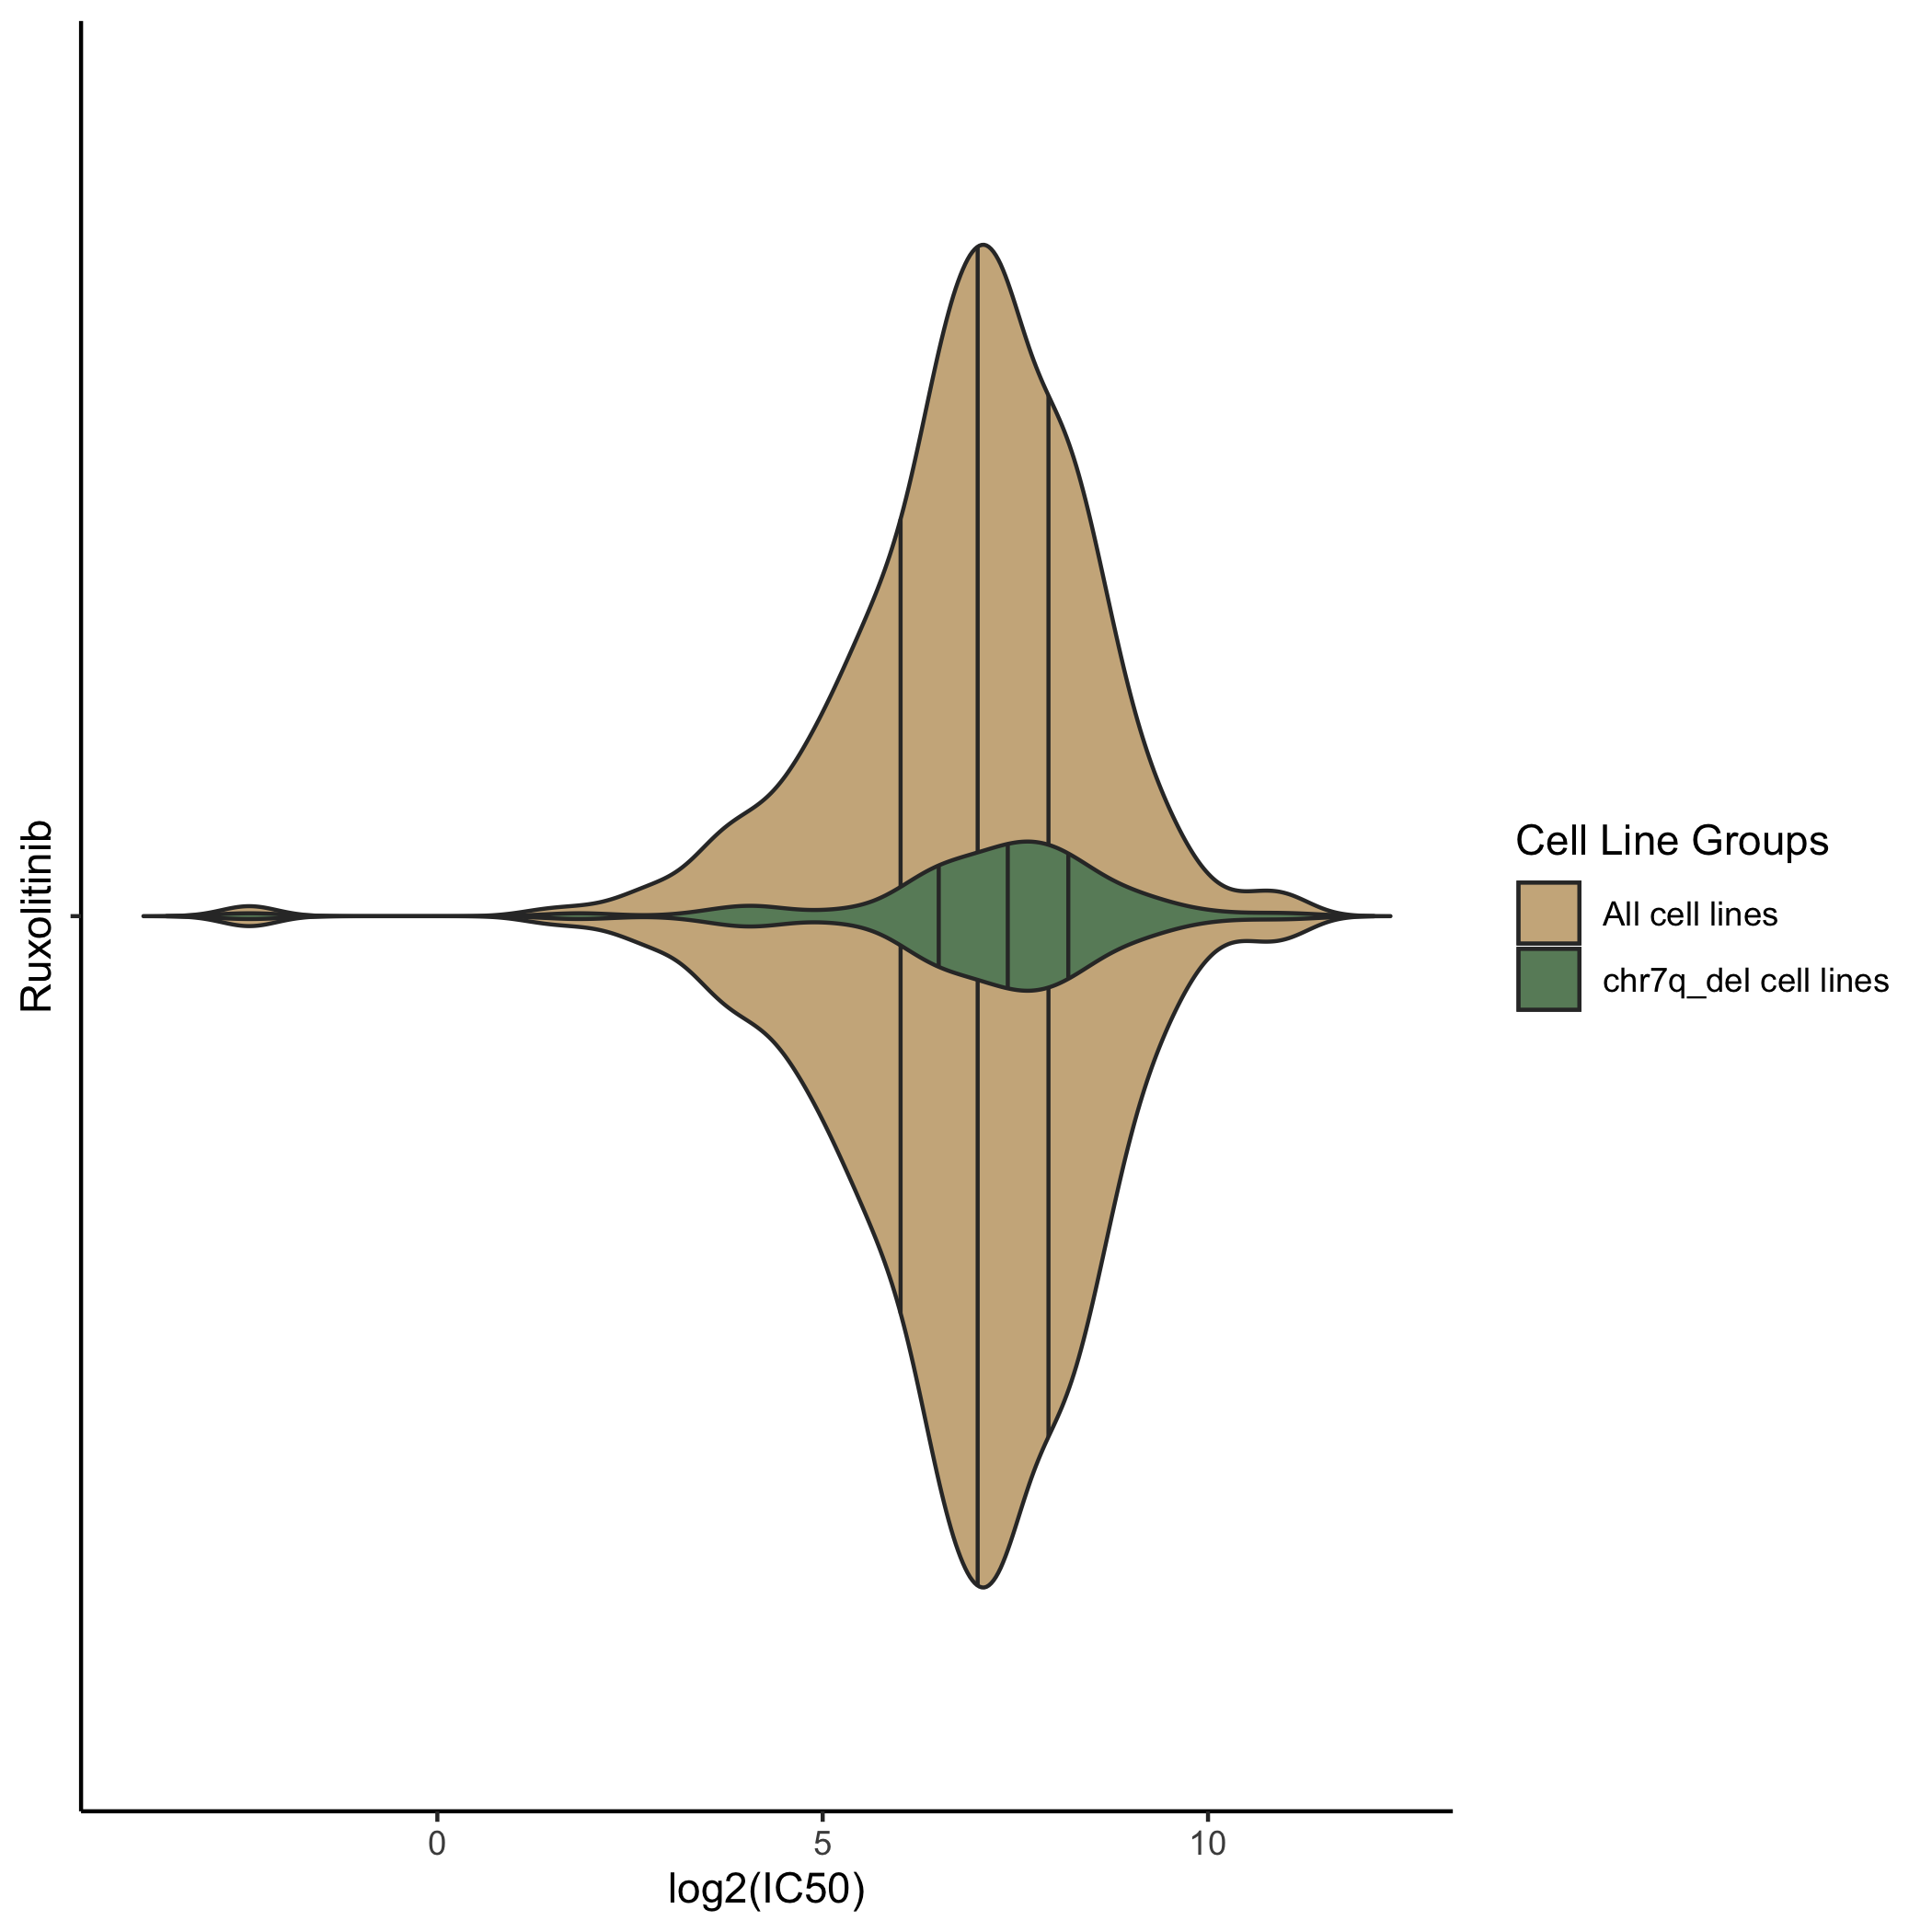 Ruxolitinib
0
5
10
log2(IC50)
Cell Line Groups
All cell lines
chr7q_del cell lines